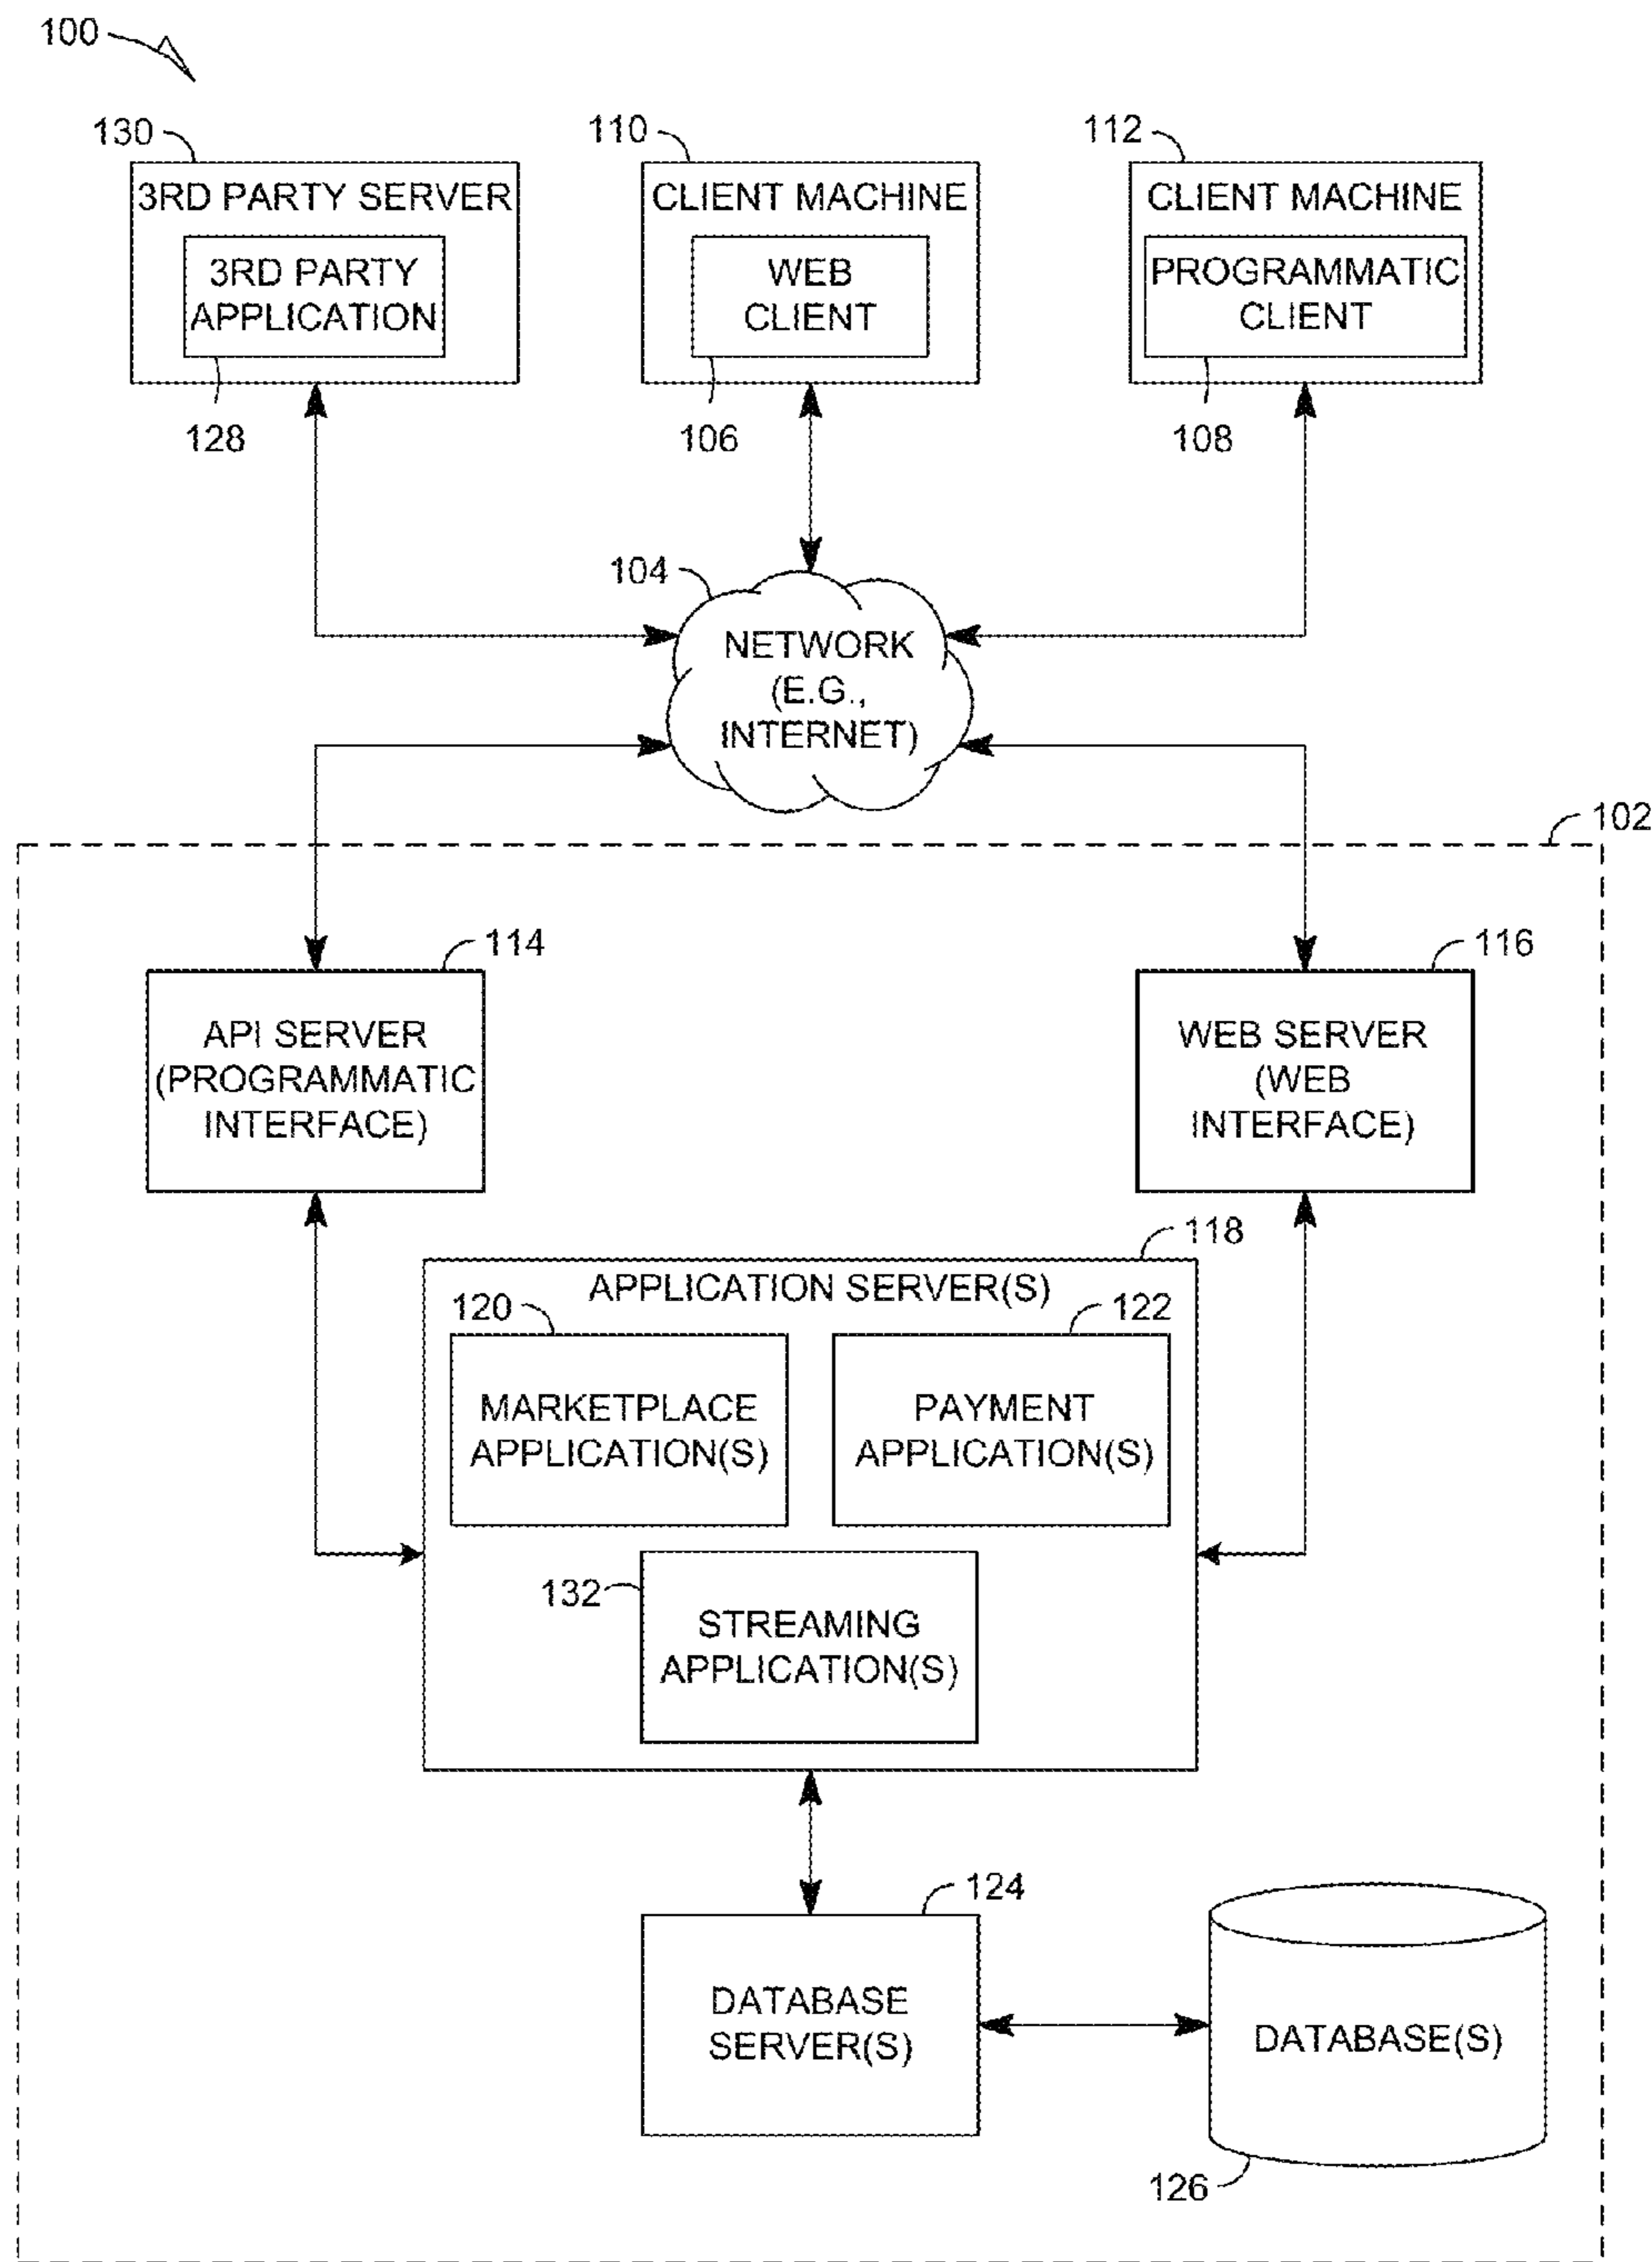 100
130
110
112
3RD PARTY SERVER
CLIENT MACHINE
CLIENT MACHINE
3RD PARTY
APPLICATION
WEB
CLIENT
PROGRAMMATIC
CLIENT
128
106
108
104
NETWORK
(E.G.,
INTERNET)
102
114
116
API SERVER
(PROGRAMMATIC
INTERFACE)
WEB SERVER
(WEB
INTERFACE)
118
APPLICATION SERVER(S)
120
122
MARKETPLACE
APPLICATION(S)
PAYMENT
APPLICATION(S)
132
STREAMING
APPLICATION(S)
124
DATABASE
SERVER(S)
DATABASE(S)
126